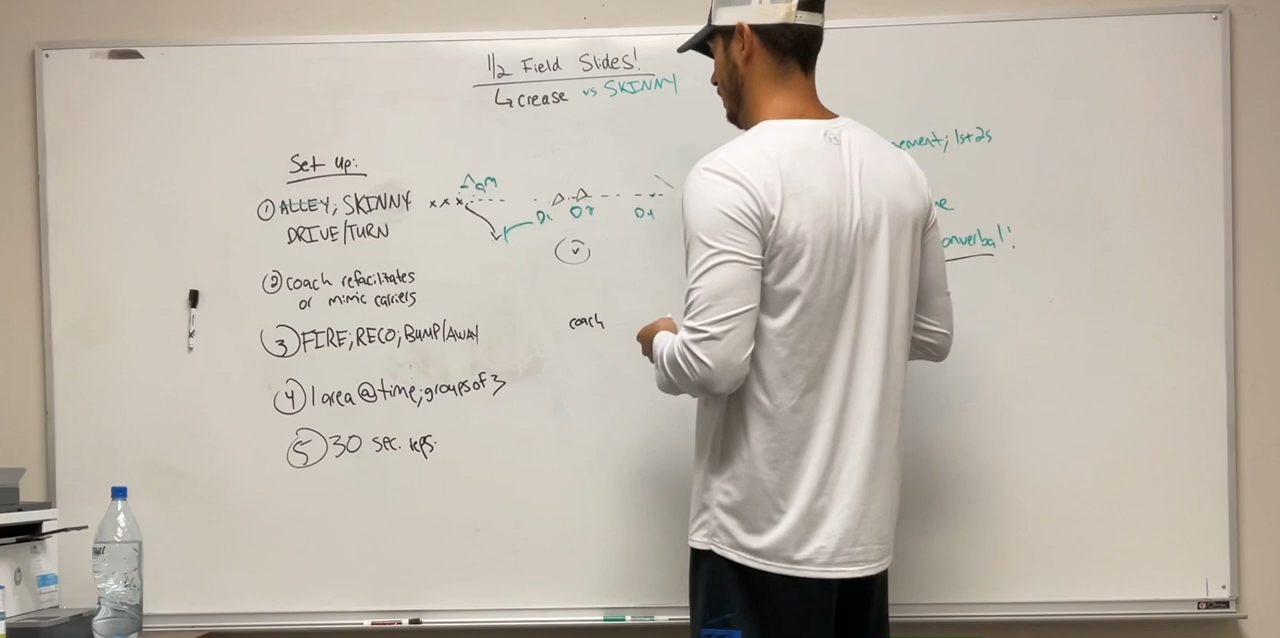 1/2 Field Slides!
↳ crease vs SKINNY
Set up:
① ALLEY; SKINNY
DRIVE/TURN
② coach refacilitates
or mimic carriers
③ FIRE; RECO; BUMP/AWAY
④ 1 area @ time; groups of 3
⑤ 30 sec. reps.
x x x
coach
1st 2s
onverbal!